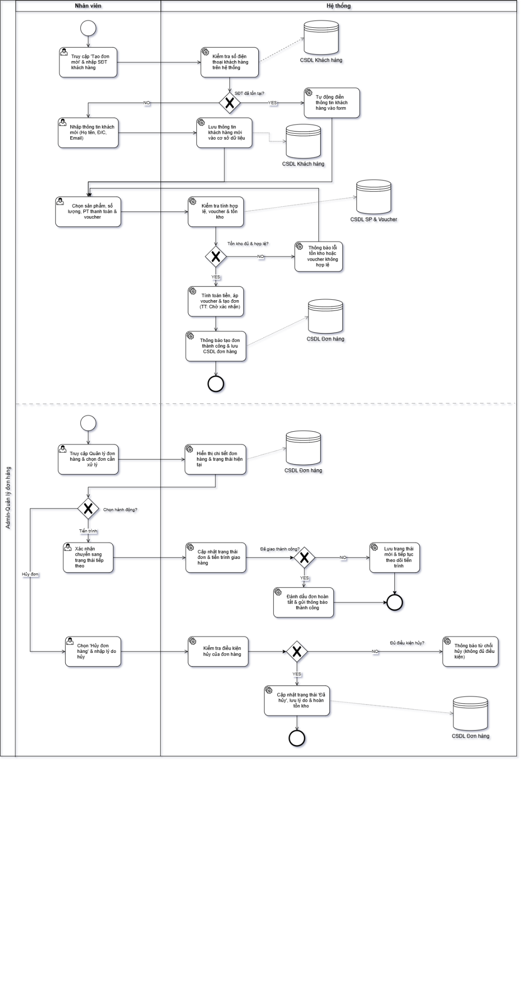 Nhân viên
Hệ thống
Admin-Quản lý đơn hàng
Truy cập 'Tạo đơn
mới' & nhập SĐT
khách hàng
Kiểm tra số điện
thoại khách hàng
trên hệ thống
CSDL Khách hàng
SĐT đã tồn tại?
NO
YES
Tự động điền
thông tin khách
hàng vào form
Nhập thông tin khách
mới (Họ tên, Đ/C,
Email)
Lưu thông tin
khách hàng mới
vào cơ sở dữ liệu
CSDL Khách hàng
Chọn sản phẩm, số
lượng, PT thanh toán &
voucher
Kiểm tra tính hợp
lệ, voucher & tồn
kho
CSDL SP & Voucher
Tồn kho đủ & hợp lệ?
NO
Thông báo lỗi
tồn kho hoặc
voucher không
hợp lệ
YES
Tính toán tiền, áp
voucher & tạo đơn
(TT: Chờ xác nhận)
Thông báo tạo đơn
thành công & lưu
CSDL đơn hàng
CSDL Đơn hàng
Truy cập Quản lý đơn
hàng & chọn đơn cần
xử lý
Hiển thị chi tiết đơn
hàng & trạng thái hiện
tại
CSDL Đơn hàng
Chọn hành động?
Tiến trình
Hủy đơn
Xác nhận
chuyển sang
trạng thái tiếp
theo
Cập nhật trạng thái
đơn & tiến trình giao
hàng
Đã giao thành công?
NO
Lưu trạng thái
mới & tiếp tục
theo dõi tiến
trình
YES
Đánh dấu đơn hoàn
tất & gửi thông báo
thành công
Chọn 'Hủy đơn
hàng' & nhập lý do
hủy
Kiểm tra điều kiện
hủy của đơn hàng
Đủ điều kiện hủy?
NO
Thông báo từ chối
hủy (không đủ điều
kiện)
YES
Cập nhật trạng thái 'Đã
hủy', lưu lý do & hoàn
tồn kho
CSDL Đơn hàng